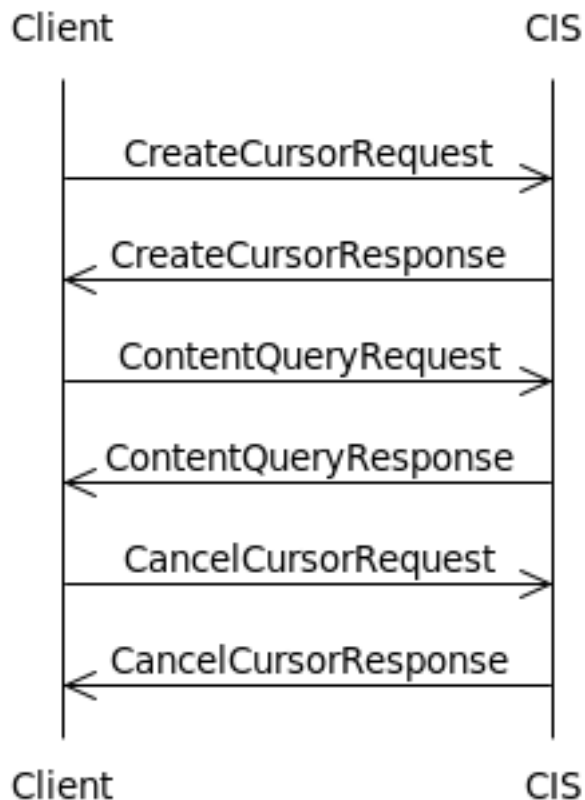 Client CIS
CreateCursorRequest
CreateCursorResponse
ContentQueryRequest
ContentQueryResponse
CancelCursorRequest
CancelCursorResponse
Client CIS